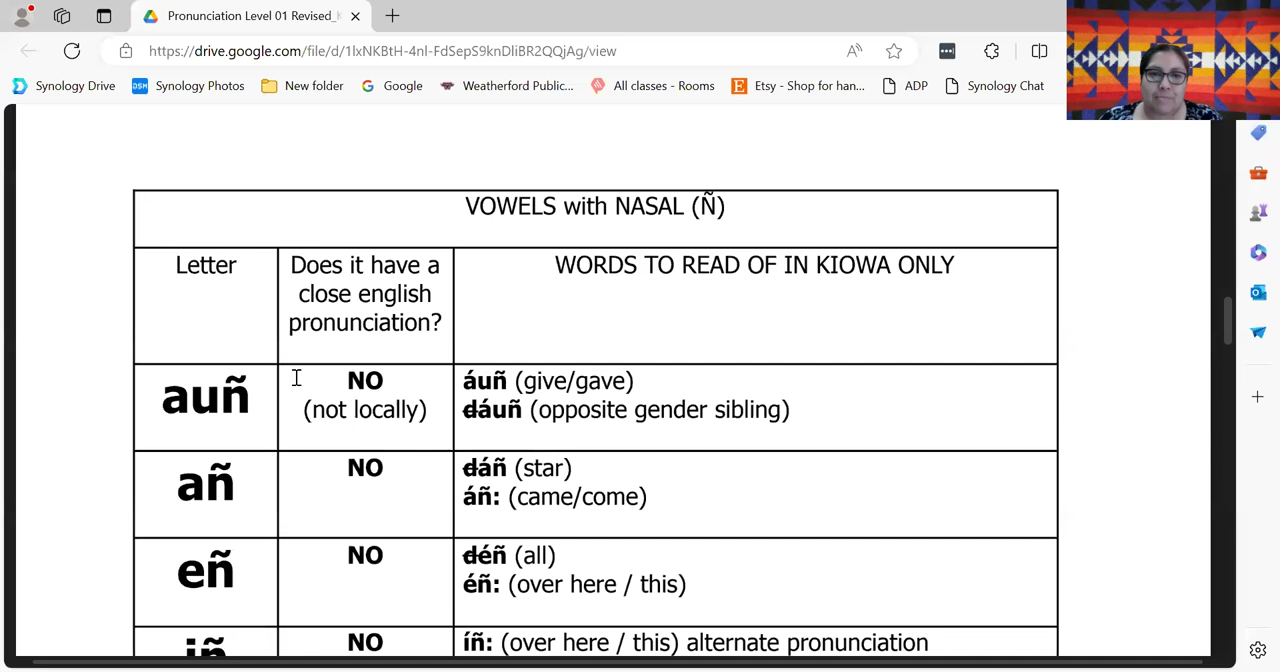 Pronunciation Level 01 Revised_K
https://drive.google.com/file/d/1lxNKBtH-4nl-FdSepS9knDliBR2QQjAg/view
Synology Drive
DSM Synology Photos
New folder
Google
Weatherford Public...
All classes - Rooms
Etsy - Shop for han...
ADP
Synology Chat
VOWELS with NASAL (Ñ)
Letter
Does it have a
close english
pronunciation?
WORDS TO READ OF IN KIOWA ONLY
auñ
NO
(not locally)
áuñ (give/gave)
đáuñ (opposite gender sibling)
añ
NO
đáñ (star)
áñ: (came/come)
eñ
NO
đéñ (all)
éñ: (over here / this)
iñ
NO
íñ: (over here / this) alternate pronunciation